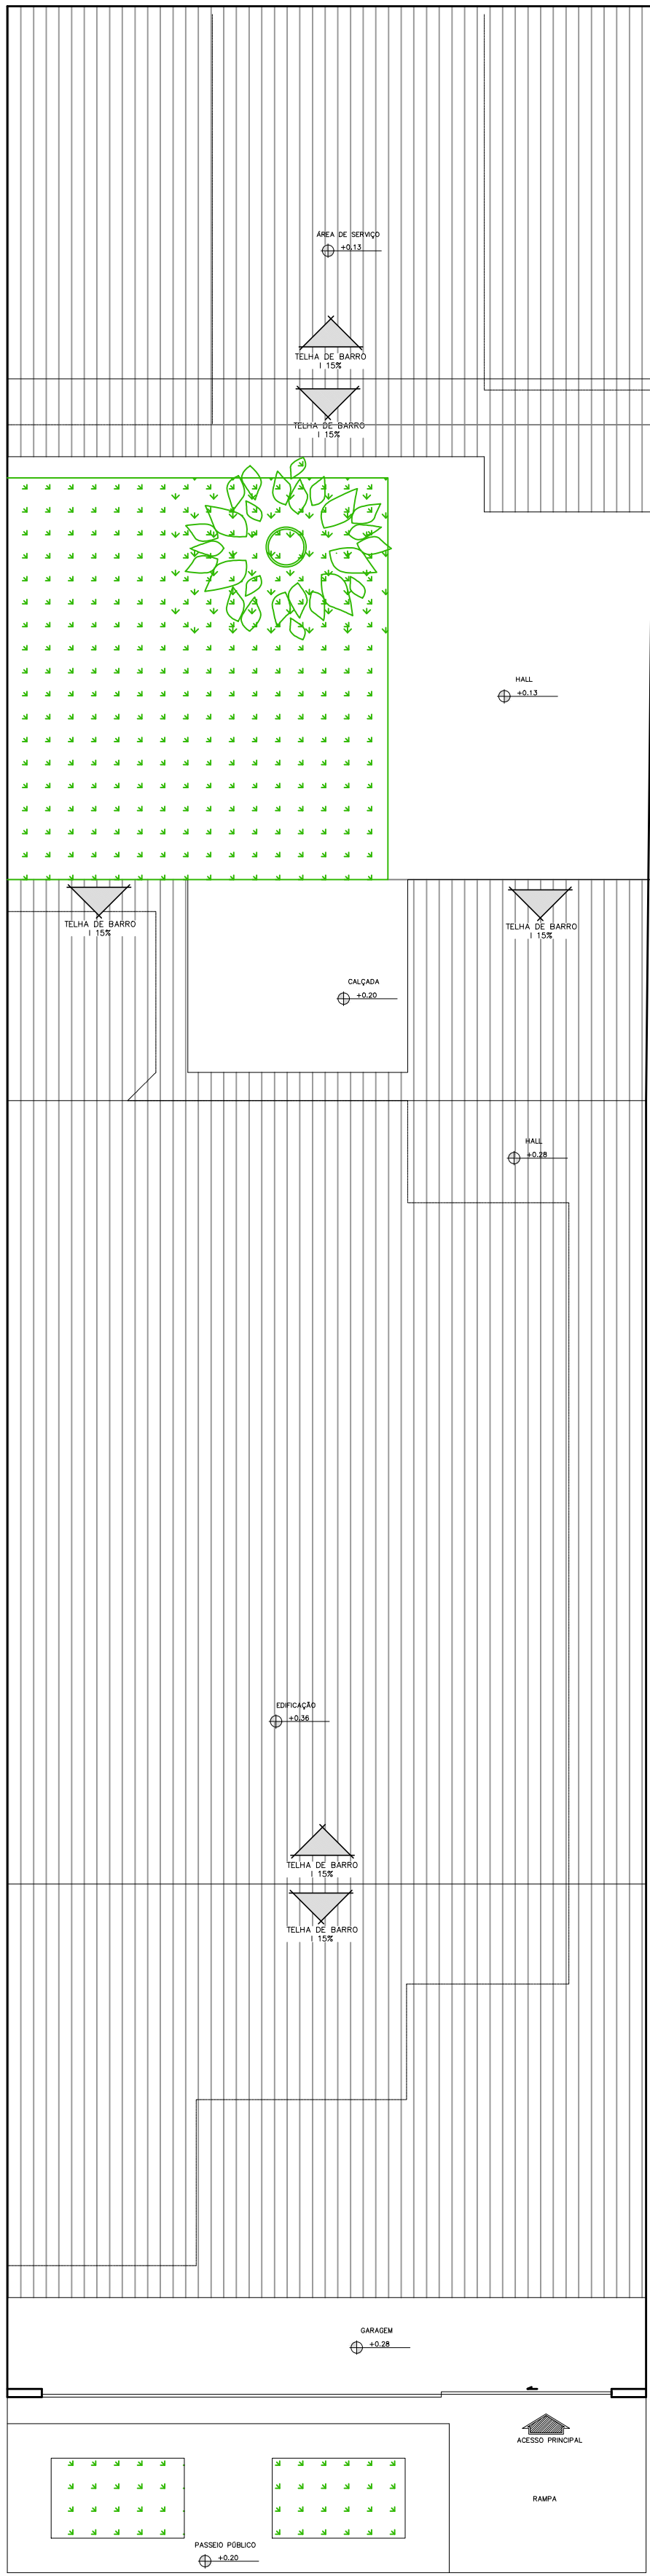 ÁREA DE SERVIÇO
+0.13
TELHA DE BARRO
I 15%
TELHA DE BARRO
I 15%
HALL
+0.13
TELHA DE BARRO
I 15%
TELHA DE BARRO
I 15%
CALÇADA
+0.20
HALL
+0.28
EDIFICAÇÃO
+0.36
TELHA DE BARRO
I 15%
TELHA DE BARRO
I 15%
GARAGEM
+0.28
ACESSO PRINCIPAL
RAMPA
PASSEIO PÚBLICO
+0.20